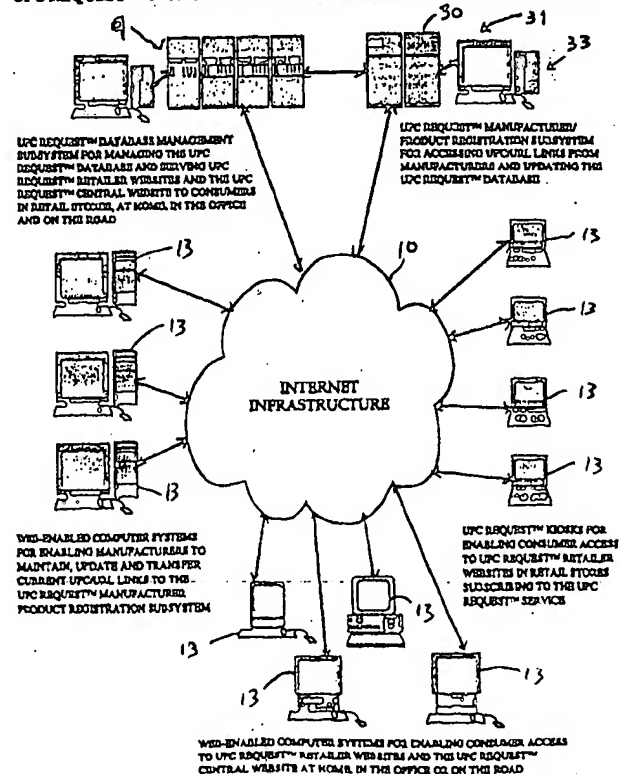 30
31
9
33
UPC REQUEST™ DATABASE MANAGEMENT
SUBSYSTEM FOR MANAGING THE UPC
REQUEST™ DATABASE AND SERVING UPC
REQUEST™ RETAILER WEBSITES AND THE UPC
REQUEST™ CENTRAL WEBSITE TO CONSUMERS
IN RETAIL STORES, AT HOME, IN THE OFFICE
AND ON THE ROAD
UPC REQUEST™ MANUFACTURER/
PRODUCT REGISTRATION SUBSYSTEM
FOR ACCESSING UPC/URL LINKS FROM
MANUFACTURERS AND UPDATING THE
UPC REQUEST™ DATABASE
10
13
13
13
13
13
13
13
INTERNET
INFRASTRUCTURE
WEB-ENABLED COMPUTER SYSTEMS
FOR ENABLING MANUFACTURERS TO
MAINTAIN, UPDATE AND TRANSFER
CURRENT UPC/URL LINKS TO THE
UPC REQUEST™ MANUFACTURER
PRODUCT REGISTRATION SUBSYSTEM
UPC REQUEST™ KIOSKS FOR
ENABLING CONSUMER ACCESS
TO UPC REQUEST™ RETAILER
WEBSITES IN RETAIL STORES
SUBSCRIBING TO THE UPC
REQUEST™ SERVICE
13
13
13
13
WEB-ENABLED COMPUTER SYSTEMS FOR ENABLING CONSUMER ACCESS
TO UPC REQUEST™ RETAILER WEBSITES AND THE UPC REQUEST™
CENTRAL WEBSITE AT HOME, IN THE OFFICE OR ON THE ROAD